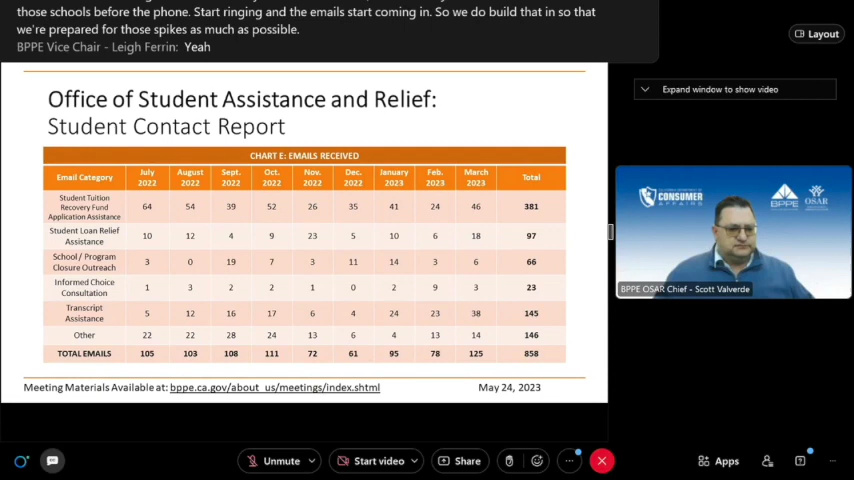 those schools before the phone. Start ringing and the emails start coming in. So we do build that in so that
we're prepared for those spikes as much as possible.
BPPE Vice Chair - Leigh Ferrin: Yeah
Layout
Expand window to show video
Office of Student Assistance and Relief:
Student Contact Report
CHART E: EMAILS RECEIVED
Email Category July 2022 August 2022 Sept. 2022 Oct. 2022 Nov. 2022 Dec. 2022 January 2023 Feb. 2023 March 2023 Total
Student Tuition Recovery Fund Application Assistance 64 54 39 52 26 35 41 24 46 381
Student Loan Relief Assistance 10 12 4 9 23 5 10 6 18 97
School / Program Closure Outreach 3 0 19 7 3 11 14 3 6 66
Informed Choice Consultation 1 3 2 2 1 0 2 9 3 23
Transcript Assistance 5 12 16 17 6 4 24 23 38 145
Other 22 22 28 24 13 6 4 13 14 146
TOTAL EMAILS 105 103 108 111 72 61 95 78 125 858
Meeting Materials Available at: bppe.ca.gov/about_us/meetings/index.shtml May 24, 2023
CONSUMER
AFFAIRS
BPPE
OSAR
BPPE OSAR Chief - Scott Valverde
Unmute
Start video
Share
Apps